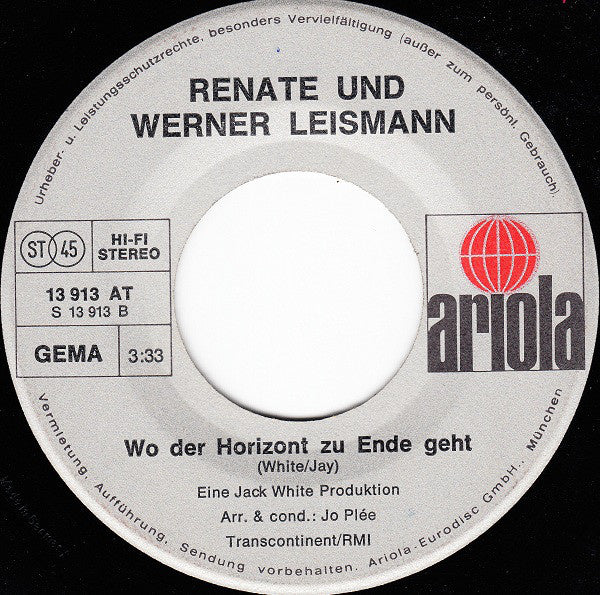 Urheber- u. Leistungsschutzrechte, besonders Vervielfältigung (außer zum persönl. Gebrauch)
RENATE UND
WERNER LEISMANN
ST 45
HI-FI
STEREO
13 913 AT
S 13 913 B
GEMA
3:33
ariola
Wo der Horizont zu Ende geht
(White/Jay)
Eine Jack White Produktion
Arr. & cond.: Jo Plée
Transcontinent/RMI
Vermietung, Aufführung, Sendung vorbehalten. Ariola-Eurodisc GmbH., München